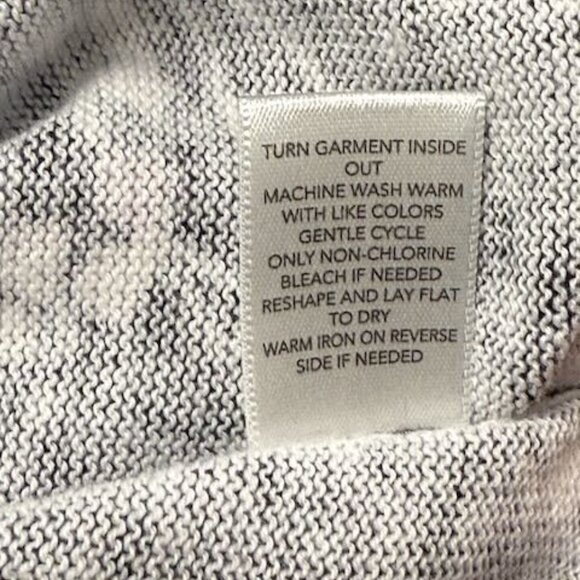 TURN GARMENT INSIDE
OUT
MACHINE WASH WARM
WITH LIKE COLORS
GENTLE CYCLE
ONLY NON-CHLORINE
BLEACH IF NEEDED
RESHAPE AND LAY FLAT
TO DRY
WARM IRON ON REVERSE
SIDE IF NEEDED